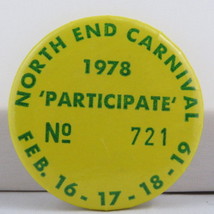 NORTH END CARNIVAL
1978
'PARTICIPATE'
No 721
FEB. 16-17-18-19